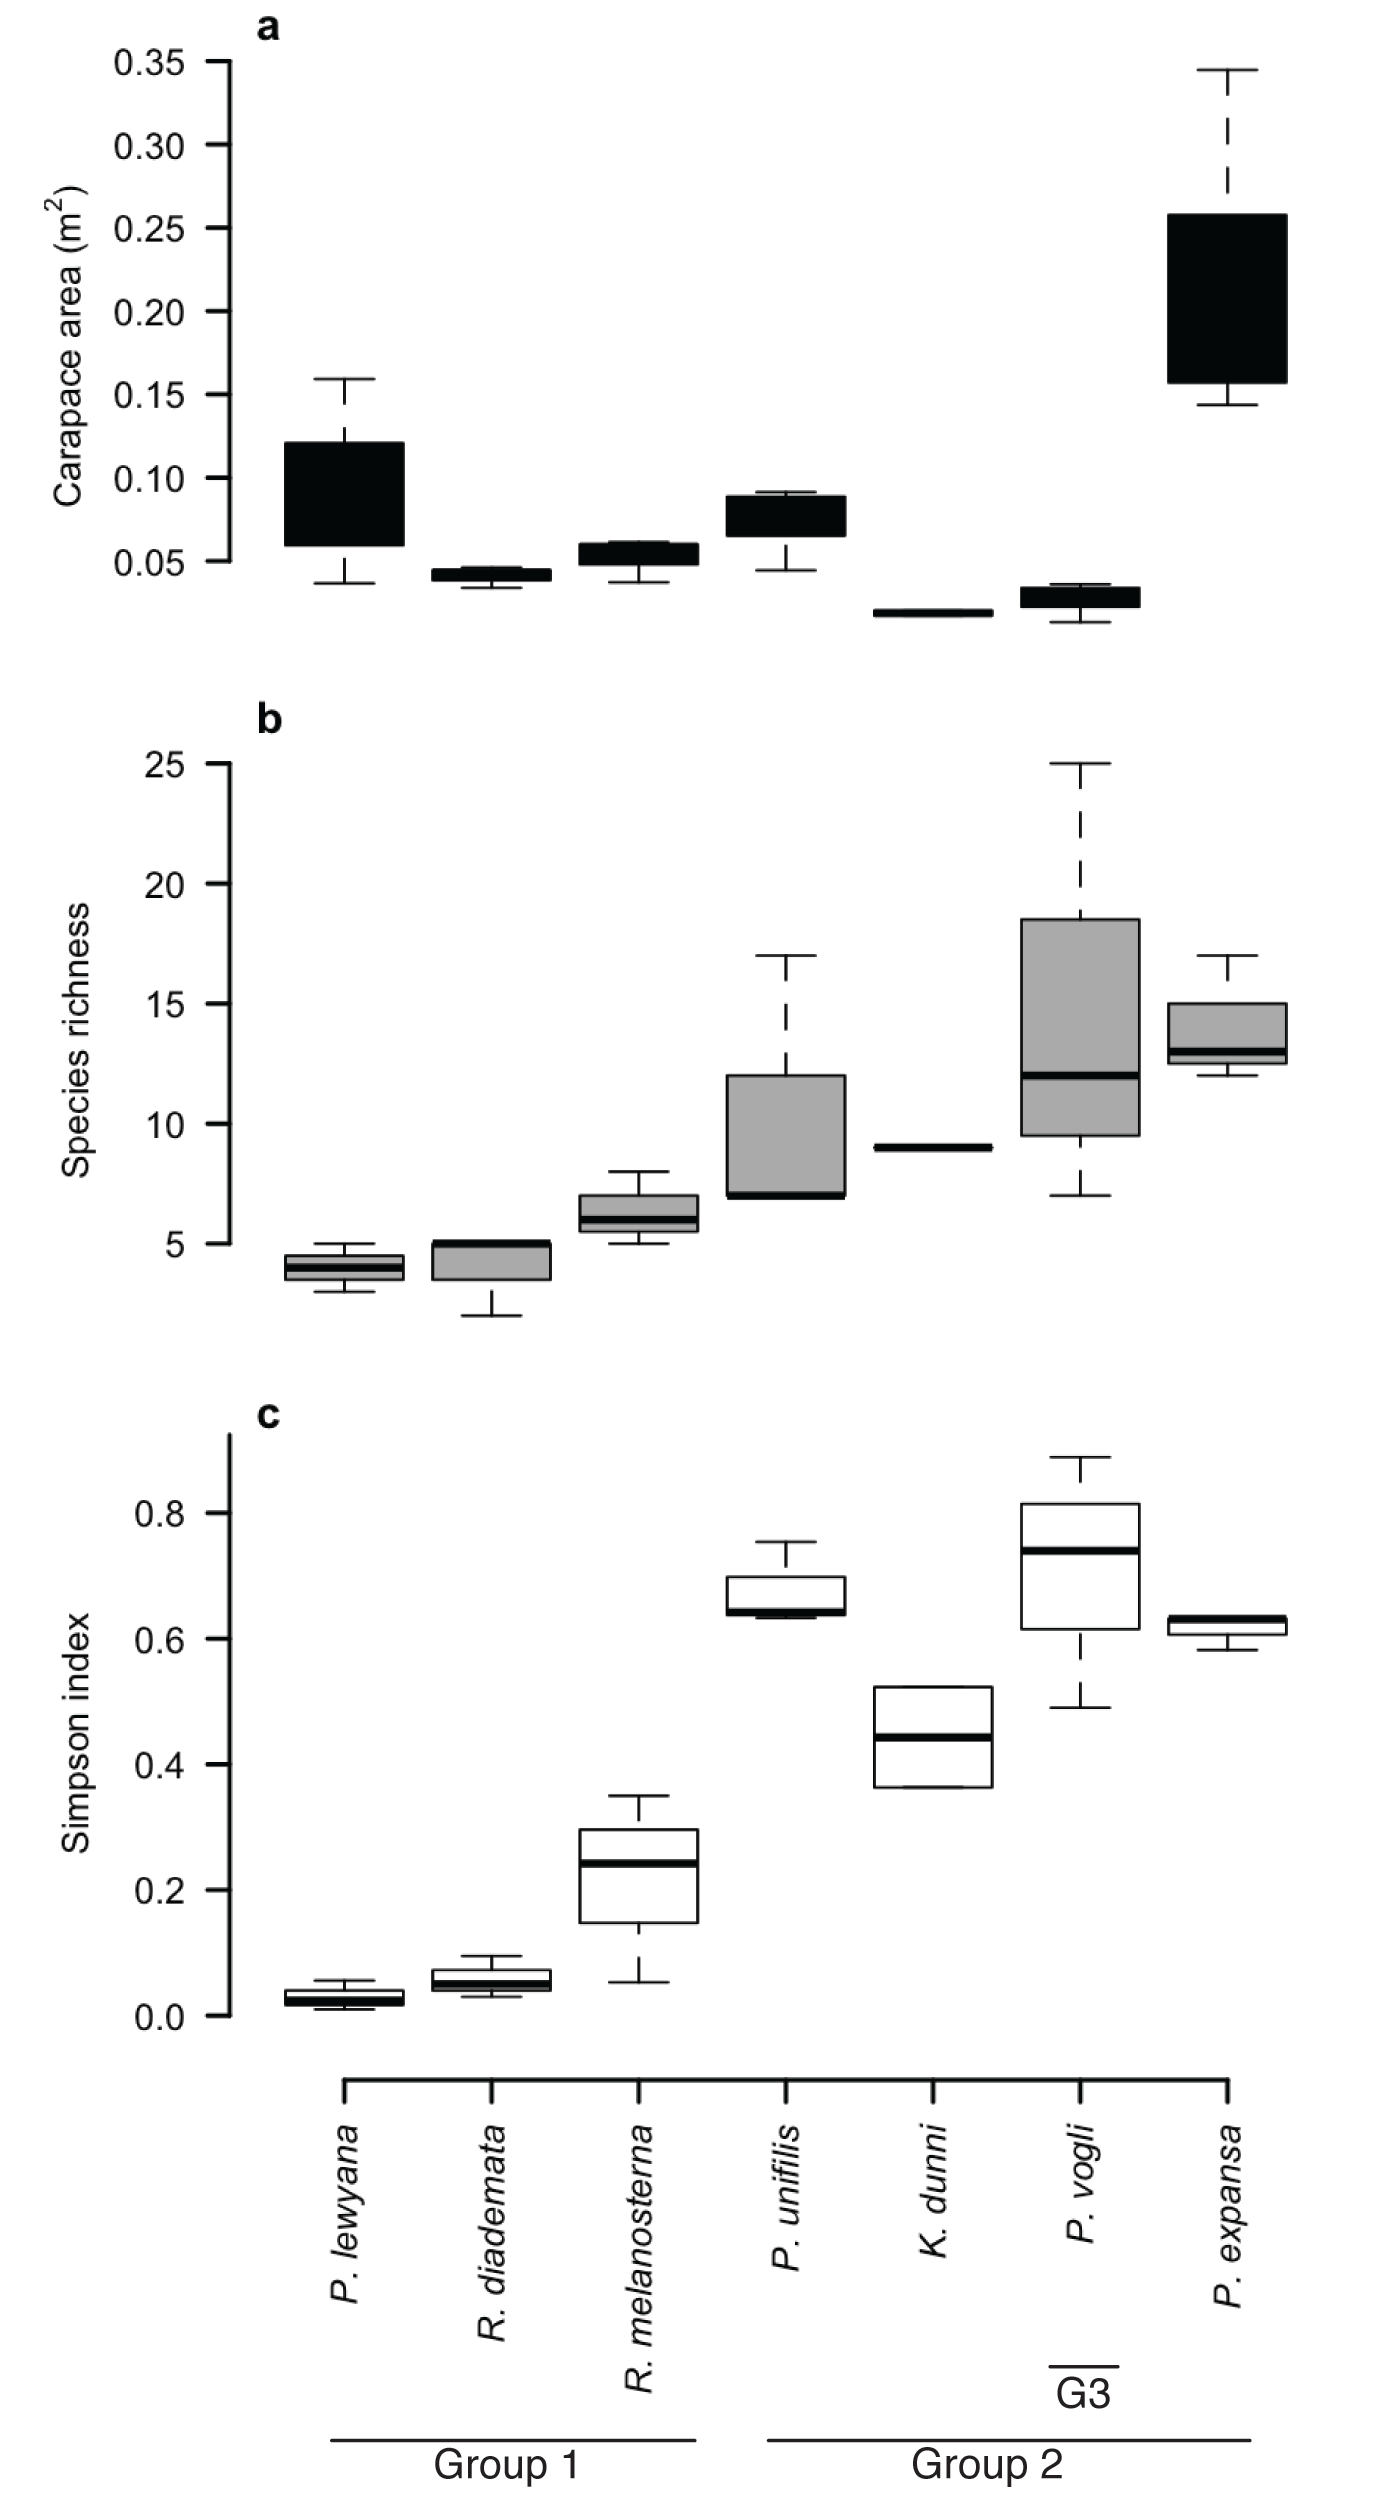 a
0.35
0.30
0.25
0.20
0.15
0.10
0.05
Carapace area (m²)
b
25
20
15
10
5
Species richness
c
0.8
0.6
0.4
0.2
0.0
Simpson index
P. lewyana
R. diademata
R. melanosterna
P. unifilis
K. dunni
P. vogli
P. expansa
G3
Group 1
Group 2